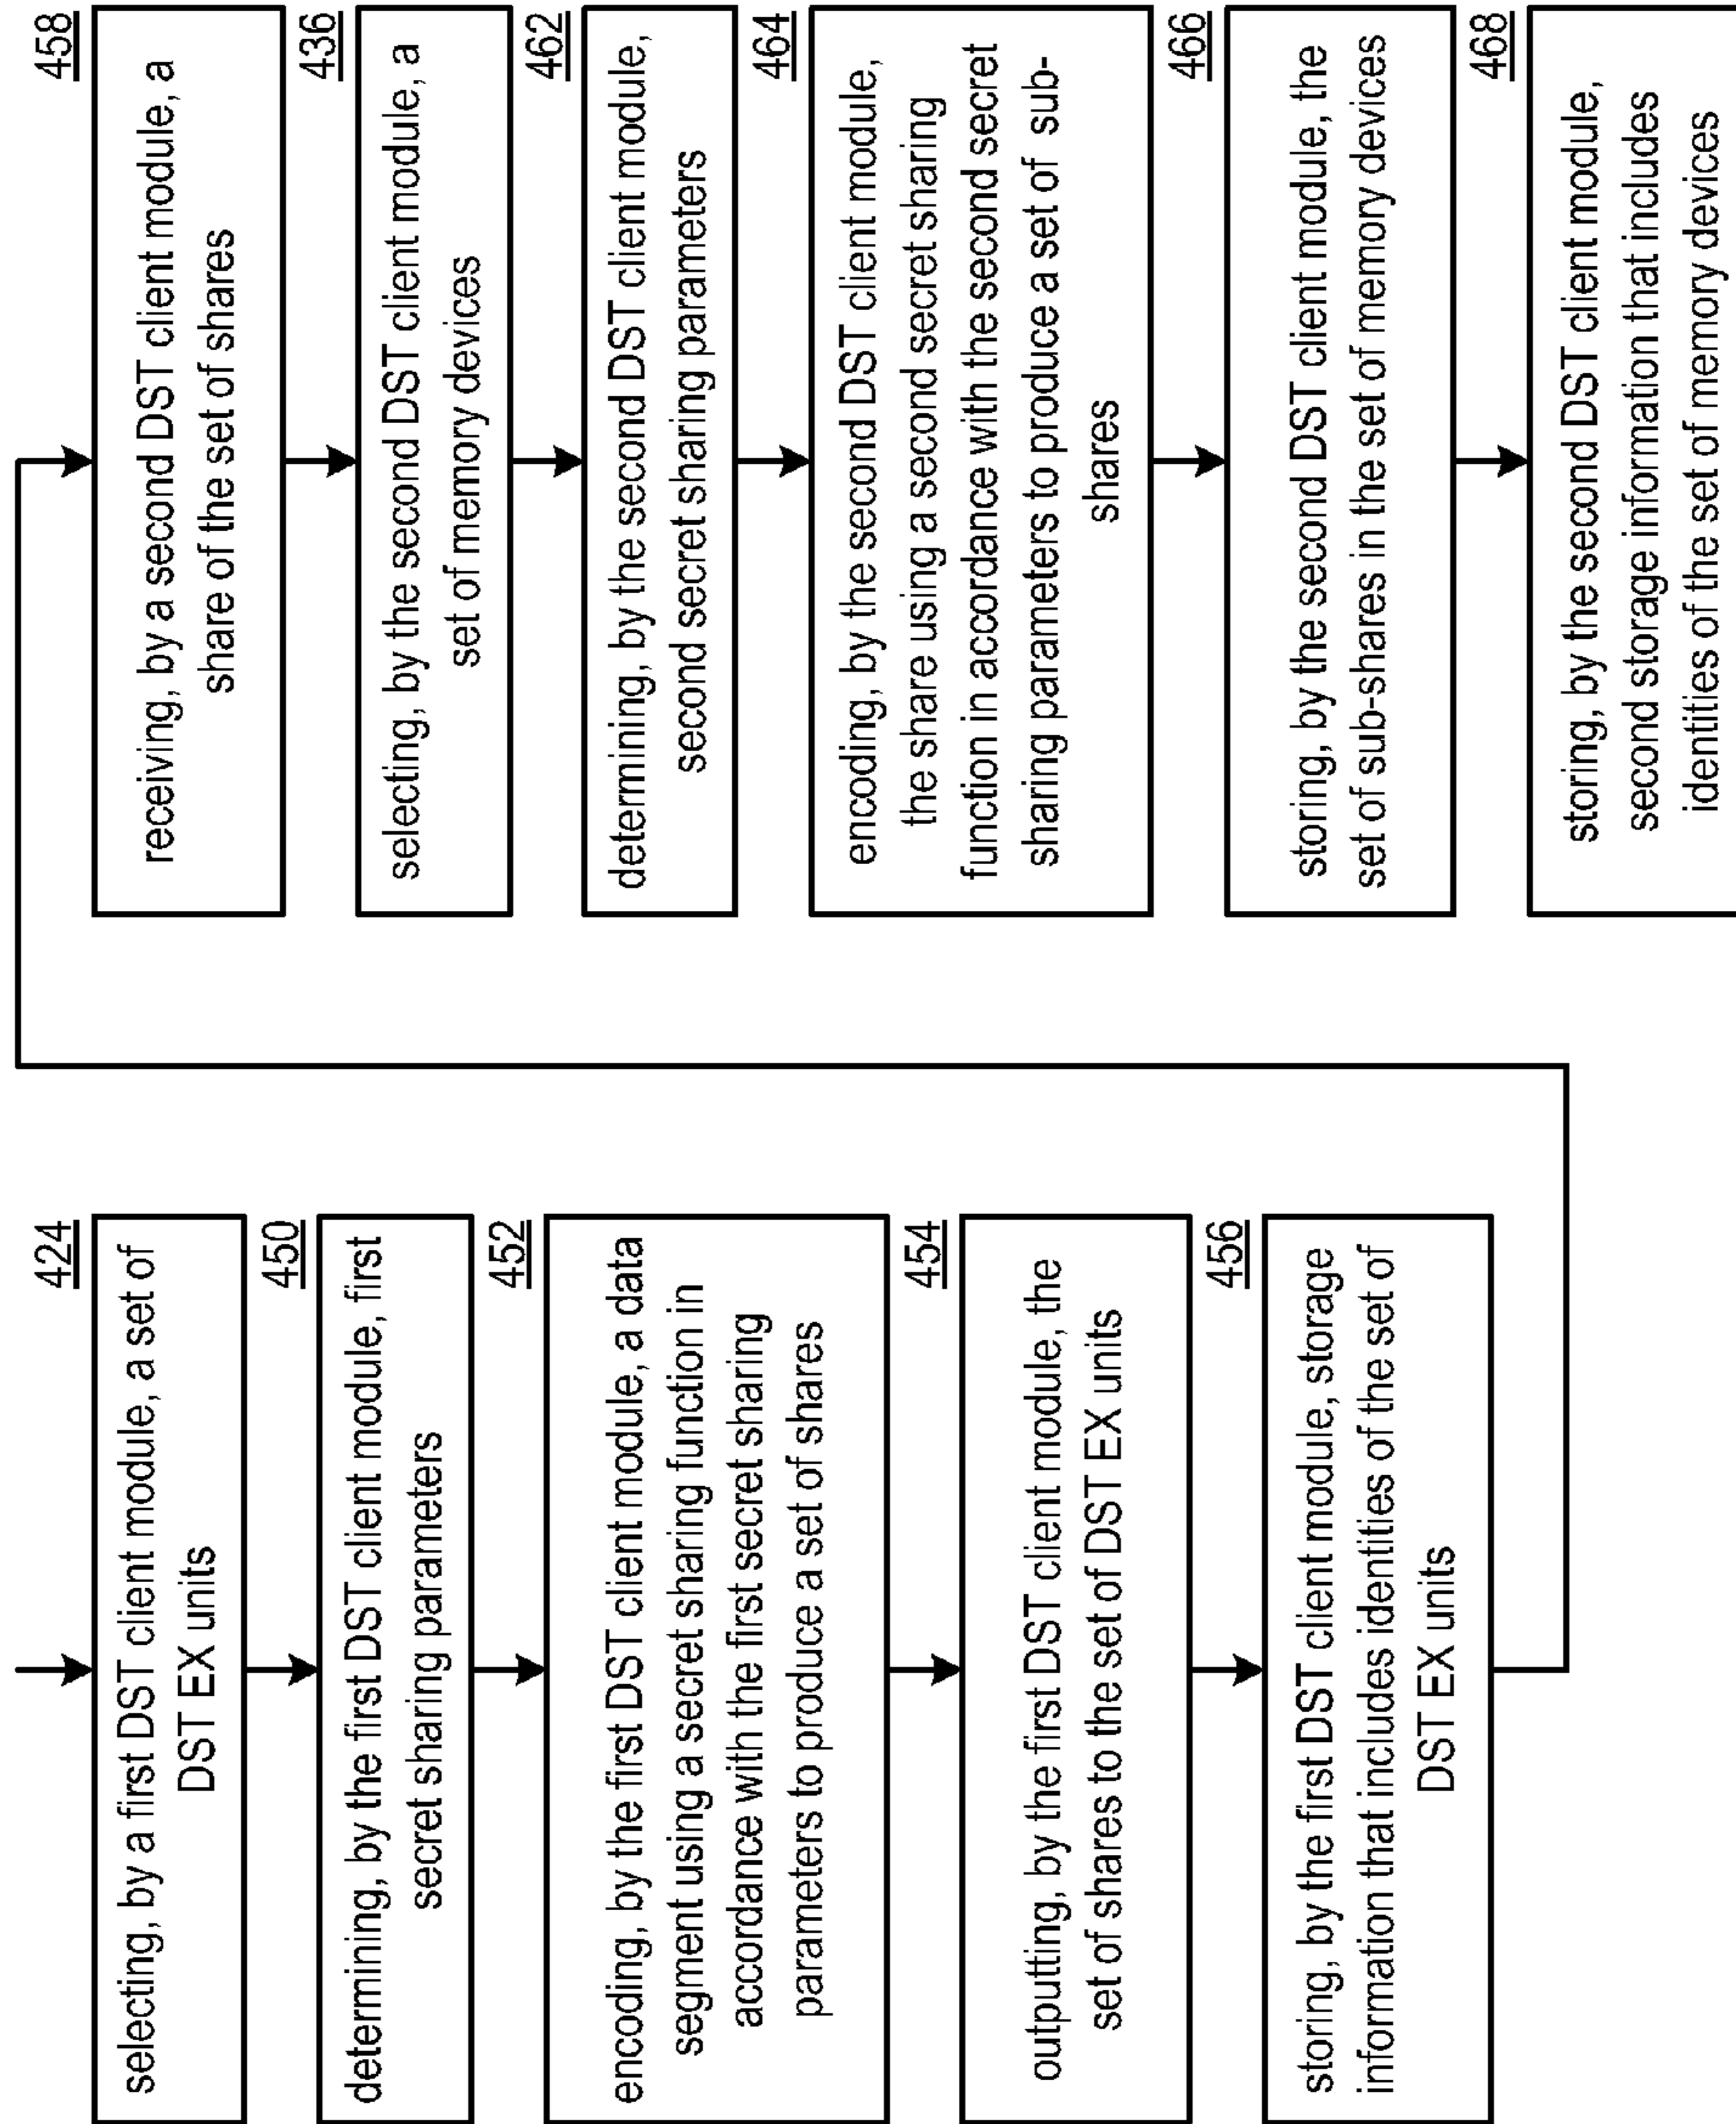 424
selecting, by a first DST client module, a set of
DST EX units
450
determining, by the first DST client module, first
secret sharing parameters
452
encoding, by the first DST client module, a data
segment using a secret sharing function in
accordance with the first secret sharing
parameters to produce a set of shares
454
outputting, by the first DST client module, the
set of shares to the set of DST EX units
456
storing, by the first DST client module, storage
information that includes identities of the set of
DST EX units
458
receiving, by a second DST client module, a
share of the set of shares
436
selecting, by the second DST client module, a
set of memory devices
462
determining, by the second DST client module,
second secret sharing parameters
464
encoding, by the second DST client module,
the share using a second secret sharing
function in accordance with the second secret
sharing parameters to produce a set of sub-
shares
466
storing, by the second DST client module, the
set of sub-shares in the set of memory devices
468
storing, by the second DST client module,
second storage information that includes
identities of the set of memory devices